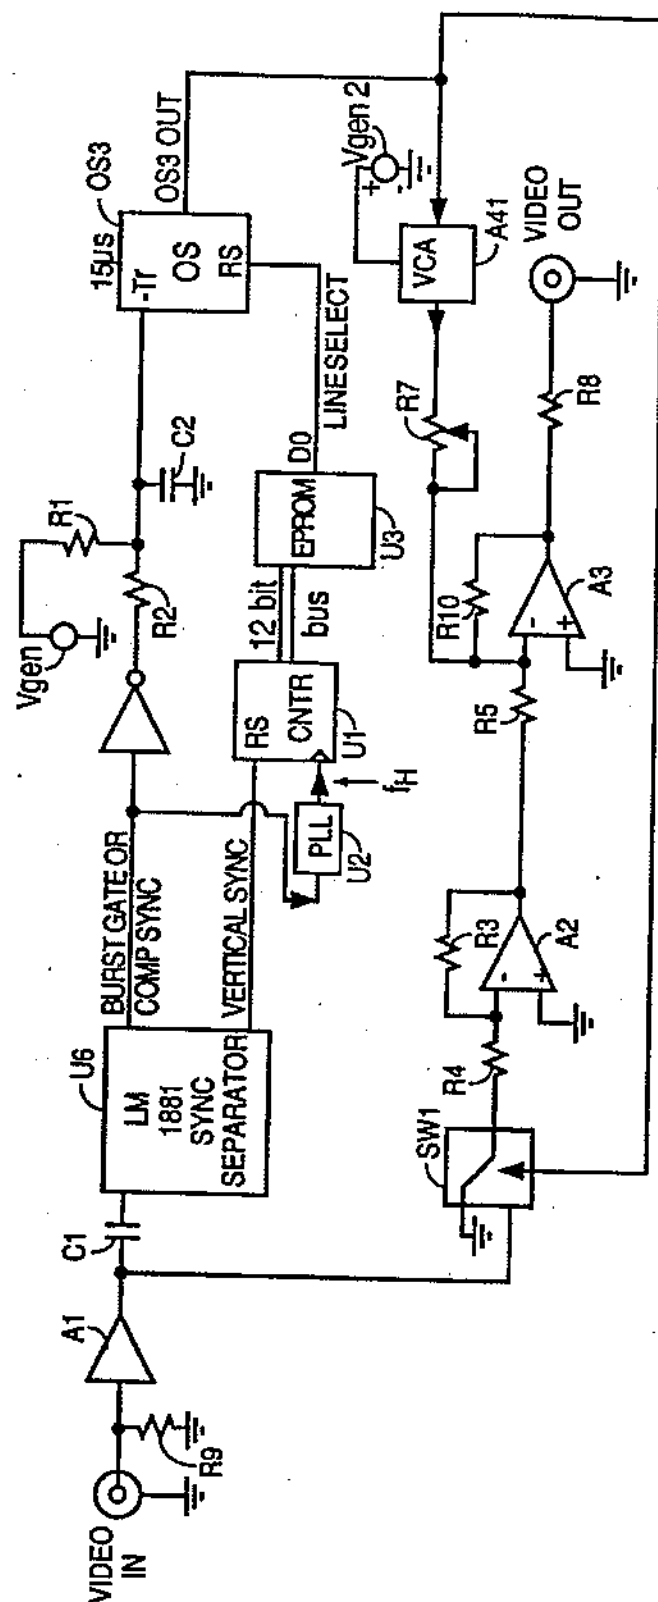 VIDEO
IN
R9
A1
C1
U6
LM
1881
SYNC
SEPARATOR
BURST GATE OR
COMP SYNC
VERTICAL SYNC
Vgen
R1
R2
C2
15µs
OS3
-Tr
OS
RS
OS3 OUT
LINESELECT
PLL
U2
fH
RS
CNTR
U1
12 bit
bus
EPROM
D0
U3
Vgen 2
+
-
VCA
A41
R7
SW1
R4
R3
-
+
A2
R5
R10
-
+
A3
R8
VIDEO
OUT